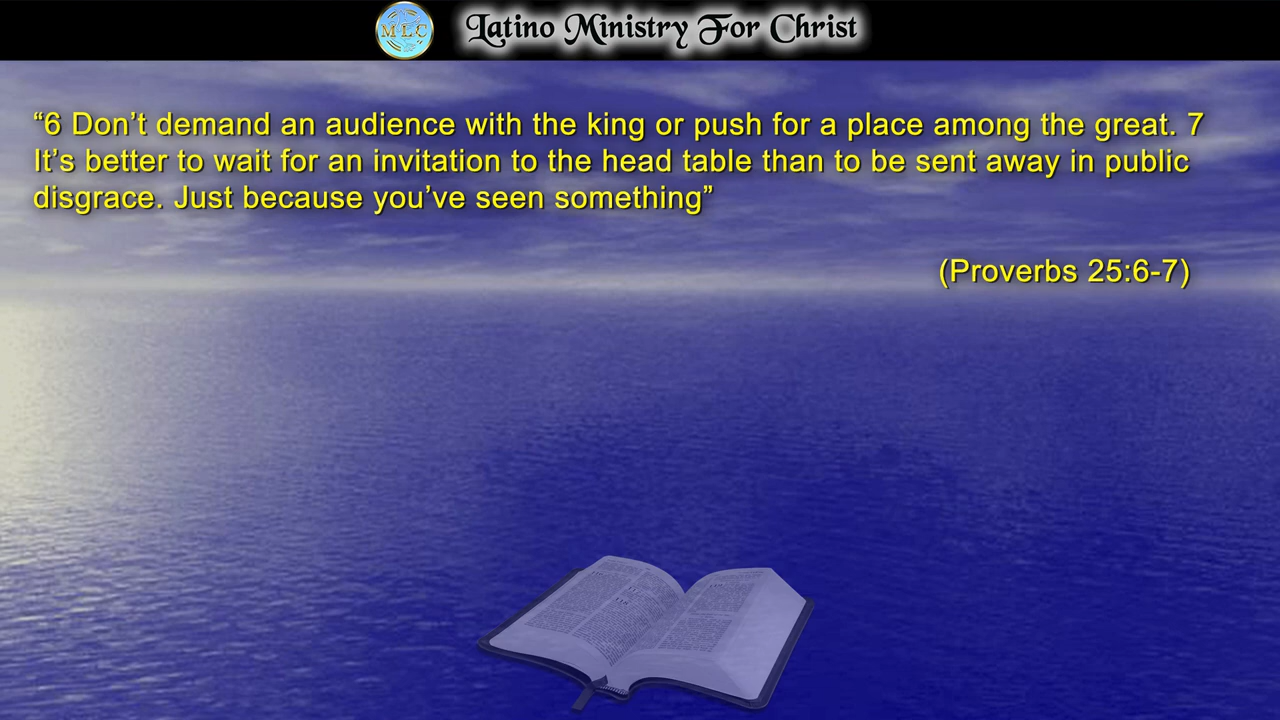 MLC
Latino Ministry For Christ
“6 Don’t demand an audience with the king or push for a place among the great. 7
It’s better to wait for an invitation to the head table than to be sent away in public
disgrace. Just because you’ve seen something”
(Proverbs 25:6-7)